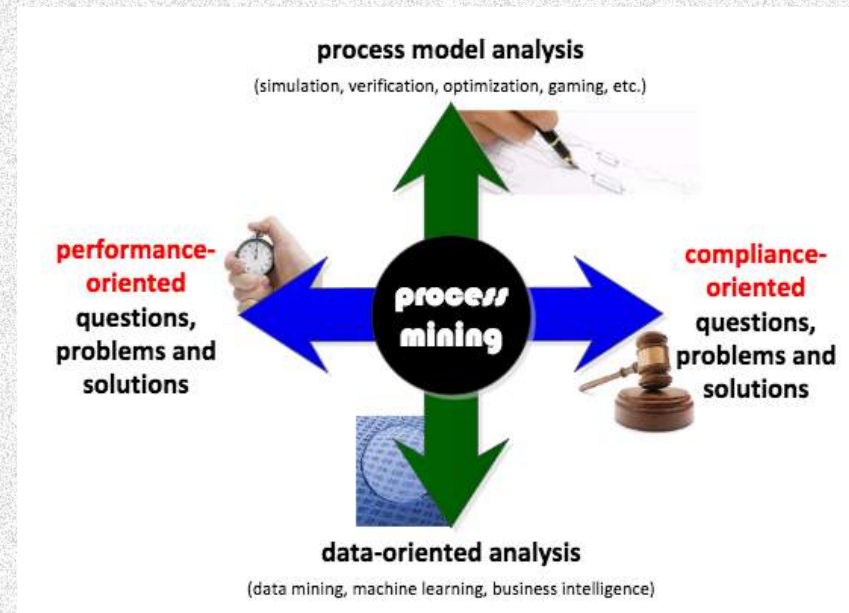 process model analysis
(simulation, verification, optimization, gaming, etc.)
performance-
oriented
questions,
problems and
solutions
process
mining
compliance-
oriented
questions,
problems and
solutions
data-oriented analysis
(data mining, machine learning, business intelligence)